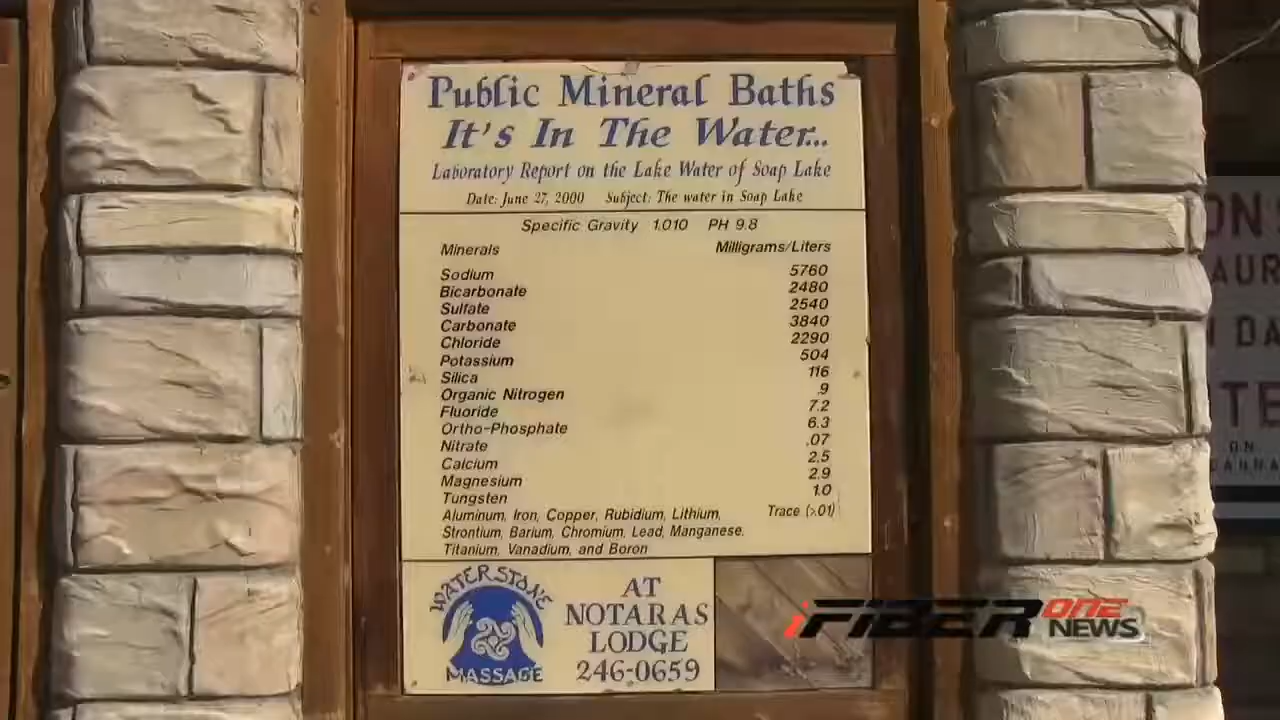 Public Mineral Baths
It's In The Water...
Laboratory Report on the Lake Water of Soap Lake
Date: June 27, 2000 Subject: The water in Soap Lake
Specific Gravity 1.010 PH 9.8
Minerals Milligrams/Liters
Sodium 5760
Bicarbonate 2480
Sulfate 2540
Carbonate 3840
Chloride 2290
Potassium 504
Silica 116
Organic Nitrogen .9
Fluoride 7.2
Ortho-Phosphate 6.3
Nitrate .07
Calcium 2.5
Magnesium 2.9
Tungsten 1.0
Aluminum, Iron, Copper, Rubidium, Lithium, Trace (>.01)
Strontium, Barium, Chromium, Lead, Manganese,
Titanium, Vanadium, and Boron
WATERSTONE
MASSAGE
AT
NOTARAS
LODGE
246-0659
iFIBER ONE
NEWS
ON